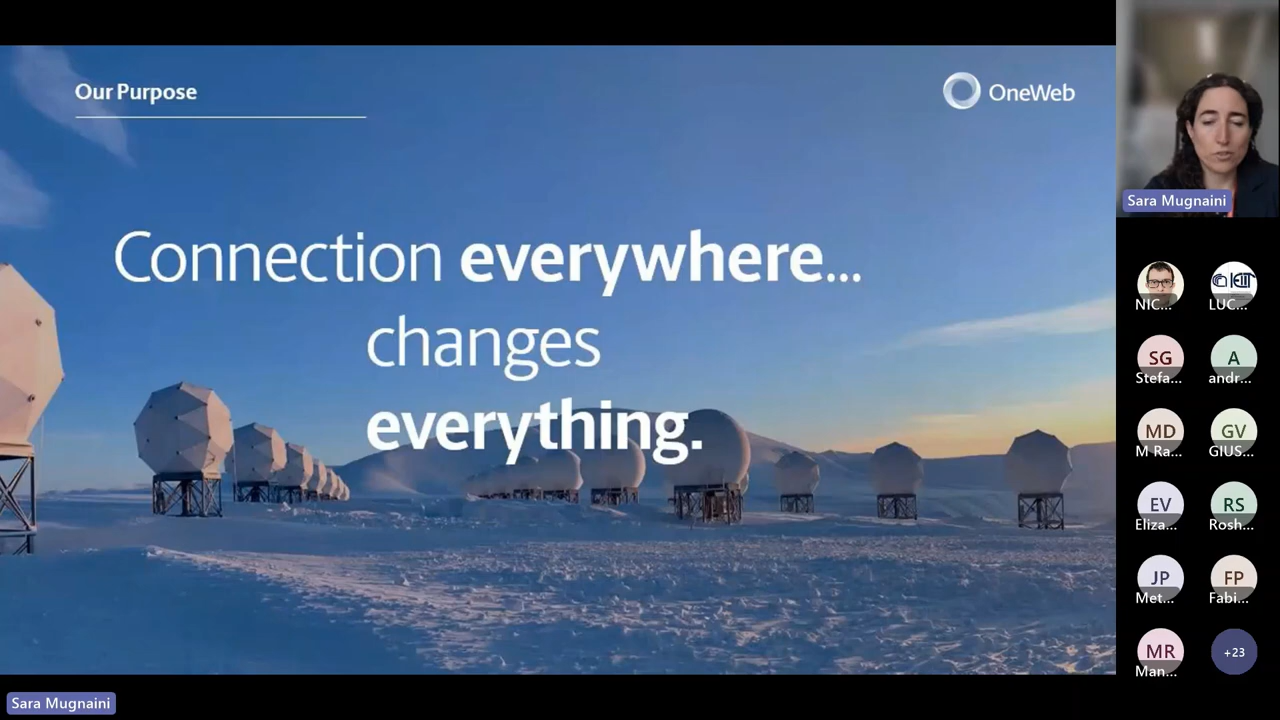 Our Purpose
OneWeb
Connection everywhere...
changes
everything.
Sara Mugnaini
NIC...
LUC...
SG
A
Stefa...
andr...
MD
GV
M Ra...
GIUS...
EV
RS
Eliza...
Rosh...
JP
FP
Met...
Fabi...
MR
+23
Man...
Sara Mugnaini